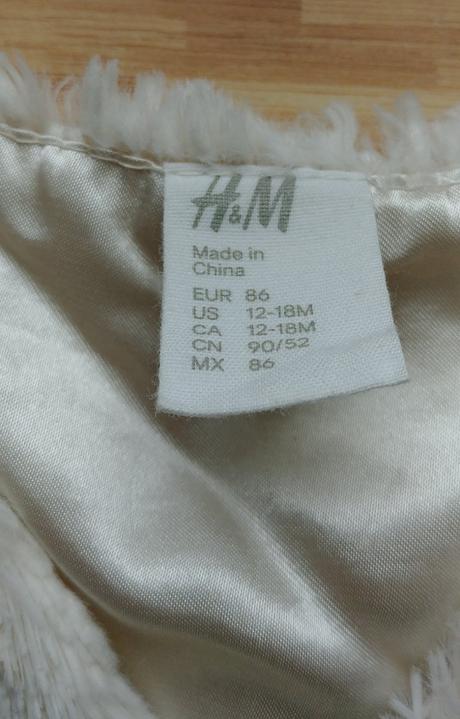 H&M
Made in
China
EUR 86
US 12-18M
CA 12-18M
CN 90/52
MX 86